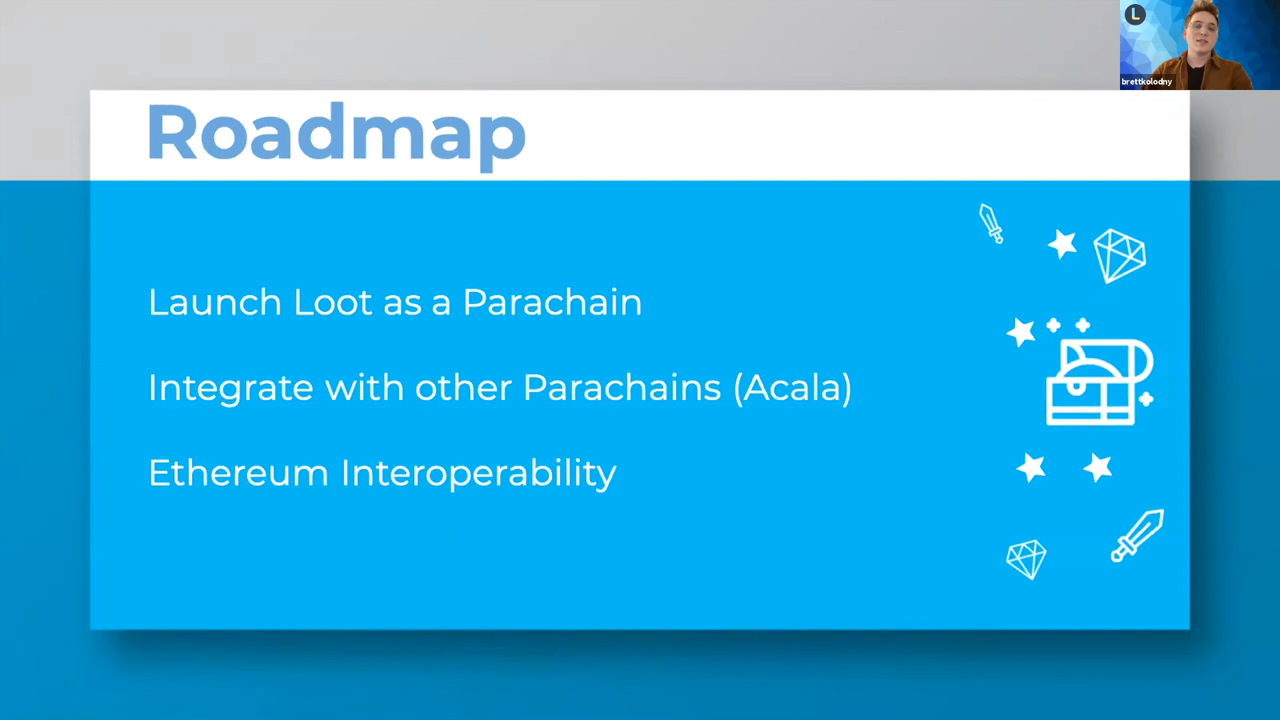 L
brettkolodny
Roadmap
Launch Loot as a Parachain
Integrate with other Parachains (Acala)
Ethereum Interoperability